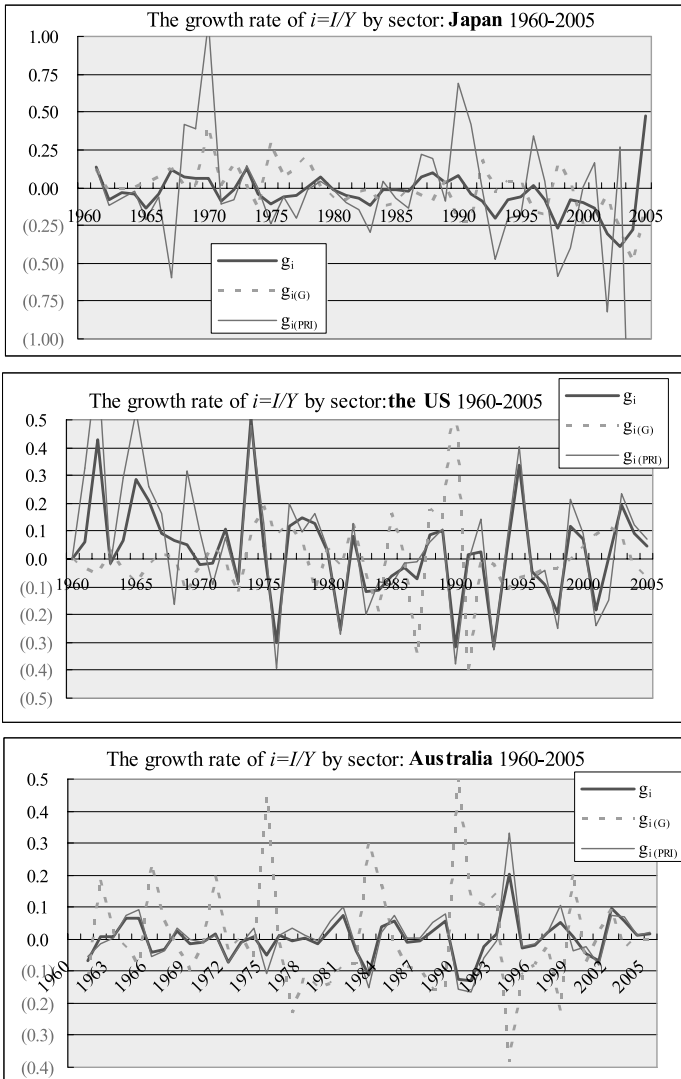 The growth rate of i=I/Y by sector: Japan 1960-2005
1.00
0.75
0.50
0.25
0.00
(0.25)
(0.50)
(0.75)
(1.00)
1960 1965 1970 1975 1980 1985 1990 1995 2000 2005
gi
gi(G)
gi(PRI)
The growth rate of i=I/Y by sector:the US 1960-2005
0.5
0.4
0.3
0.2
0.1
0.0
(0.1)
(0.2)
(0.3)
(0.4)
(0.5)
1960 1965 1970 1975 1980 1985 1990 1995 2000 2005
gi
gi(G)
gi(PRI)
The growth rate of i=I/Y by sector: Australia 1960-2005
0.5
0.4
0.3
0.2
0.1
0.0
(0.1)
(0.2)
(0.3)
(0.4)
1960 1963 1966 1969 1972 1975 1978 1981 1984 1987 1990 1993 1996 1999 2002 2005
gi
gi(G)
gi(PRI)